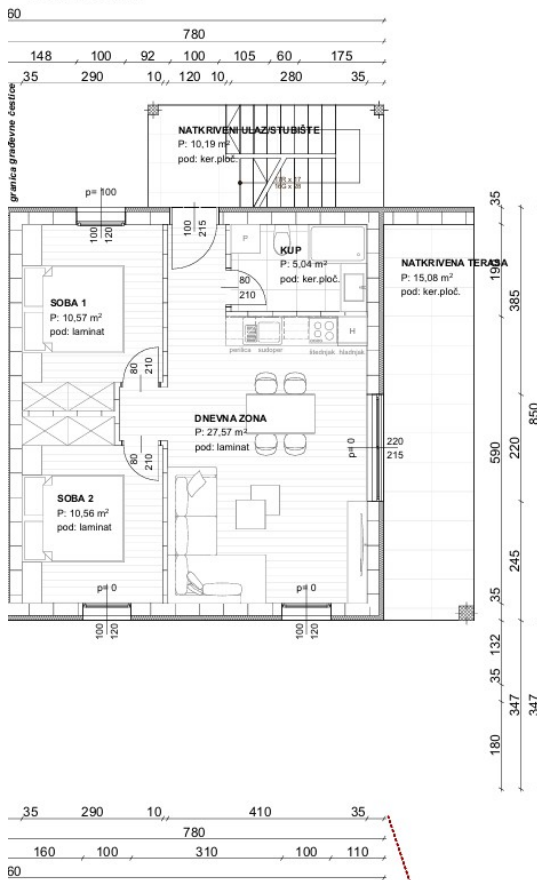 60
780
148 100 92 100 105 60 175
35 290 10 120 10 280 35
granica građevne čestice
NATKRIVENI ULAZ/STUBIŠTE
P: 10,19 m²
pod: ker.ploč.
p= 100
100
120
100
215
P
KUP
P: 5,04 m²
pod: ker.ploč.
80
210
NATKRIVENA TERASA
P: 15,08 m²
pod: ker.ploč.
35
195
385
850
SOBA 1
P: 10,57 m²
pod: laminat
H
perilica sudoper štednjak hladnjak
80
210
DNEVNA ZONA
P: 27,57 m²
pod: laminat
p=0
220
215
590
220
80
210
SOBA 2
P: 10,56 m²
pod: laminat
245
p= 0
p=0
35
100
120
100
120
132
35
347
347
180
35 290 10 410 35
780
160 100 310 100 110
60